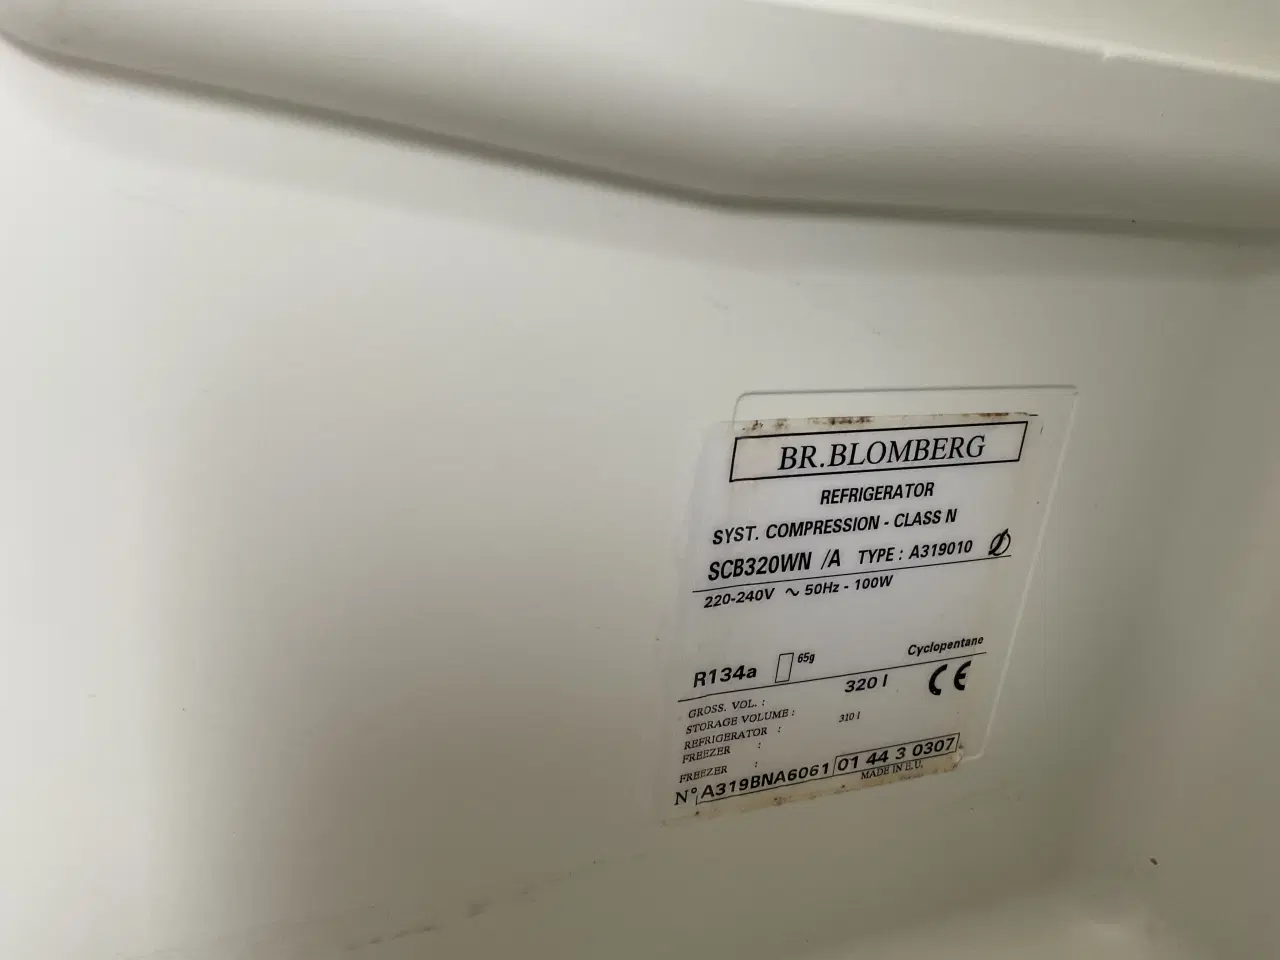 BR.BLOMBERG
REFRIGERATOR
SYST. COMPRESSION - CLASS N
SCB320WN /A TYPE : A319010
220-240V ~ 50Hz - 100W
Cyclopentane
R134a 65g
GROSS. VOL. : 320 l CE
STORAGE VOLUME : 310 l
REFRIGERATOR :
FREEZER :
FREEZER :
N° A319BNA6061 01 44 3 0307
MADE IN E.U.